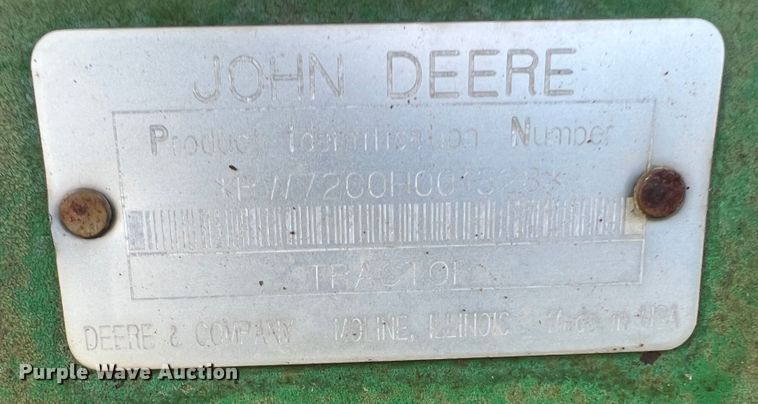 JOHN DEERE
Product Identification Number
TRACTOR
DEERE & COMPANY MOLINE, ILLINOIS Made in USA
Purple Wave Auction